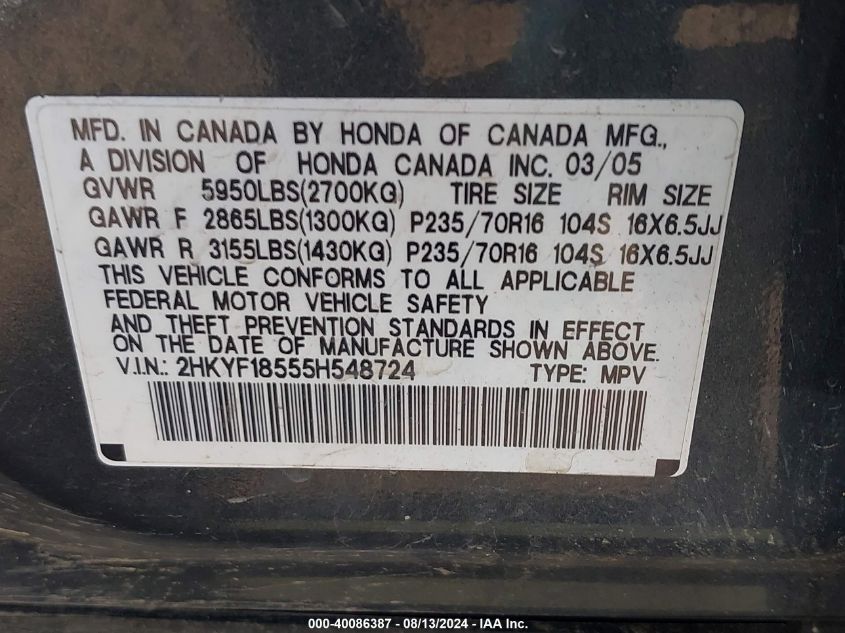 MFD. IN CANADA BY HONDA OF CANADA MFG.,
A DIVISION OF HONDA CANADA INC. 03/05
GVWR 5950LBS(2700KG) TIRE SIZE RIM SIZE
GAWR F 2865LBS(1300KG) P235/70R16 104S 16X6.5JJ
GAWR R 3155LBS(1430KG) P235/70R16 104S 16X6.5JJ
THIS VEHICLE CONFORMS TO ALL APPLICABLE
FEDERAL MOTOR VEHICLE SAFETY
AND THEFT PREVENTION STANDARDS IN EFFECT
ON THE DATE OF MANUFACTURE SHOWN ABOVE.
V.I.N.: 2HKYF18555H548724 TYPE: MPV
000-40086387 - 08/13/2024 - IAA Inc.